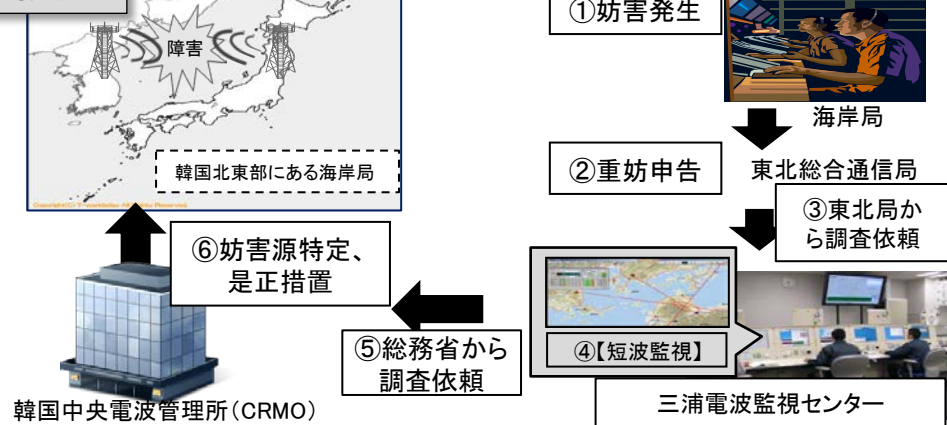 ①妨害発生
障害
海岸局
韓国北東部にある海岸局
②重妨申告
東北総合通信局
③東北局か
ら調査依頼
⑥妨害源特定、
是正措置
④【短波監視】
⑤総務省から
調査依頼
三浦電波監視センター
韓国中央電波管理所(CRMO)